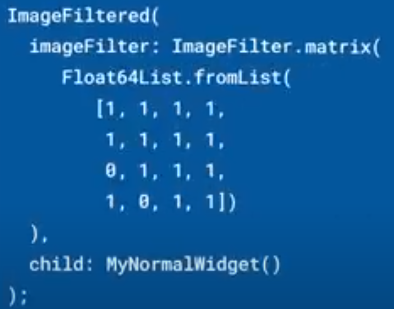 ImageFiltered(
imageFilter: ImageFilter.matrix(
Float64List.fromList(
[1, 1, 1, 1,
1, 1, 1, 1,
0, 1, 1, 1,
1, 0, 1, 1])
),
child: MyNormalWidget()
);